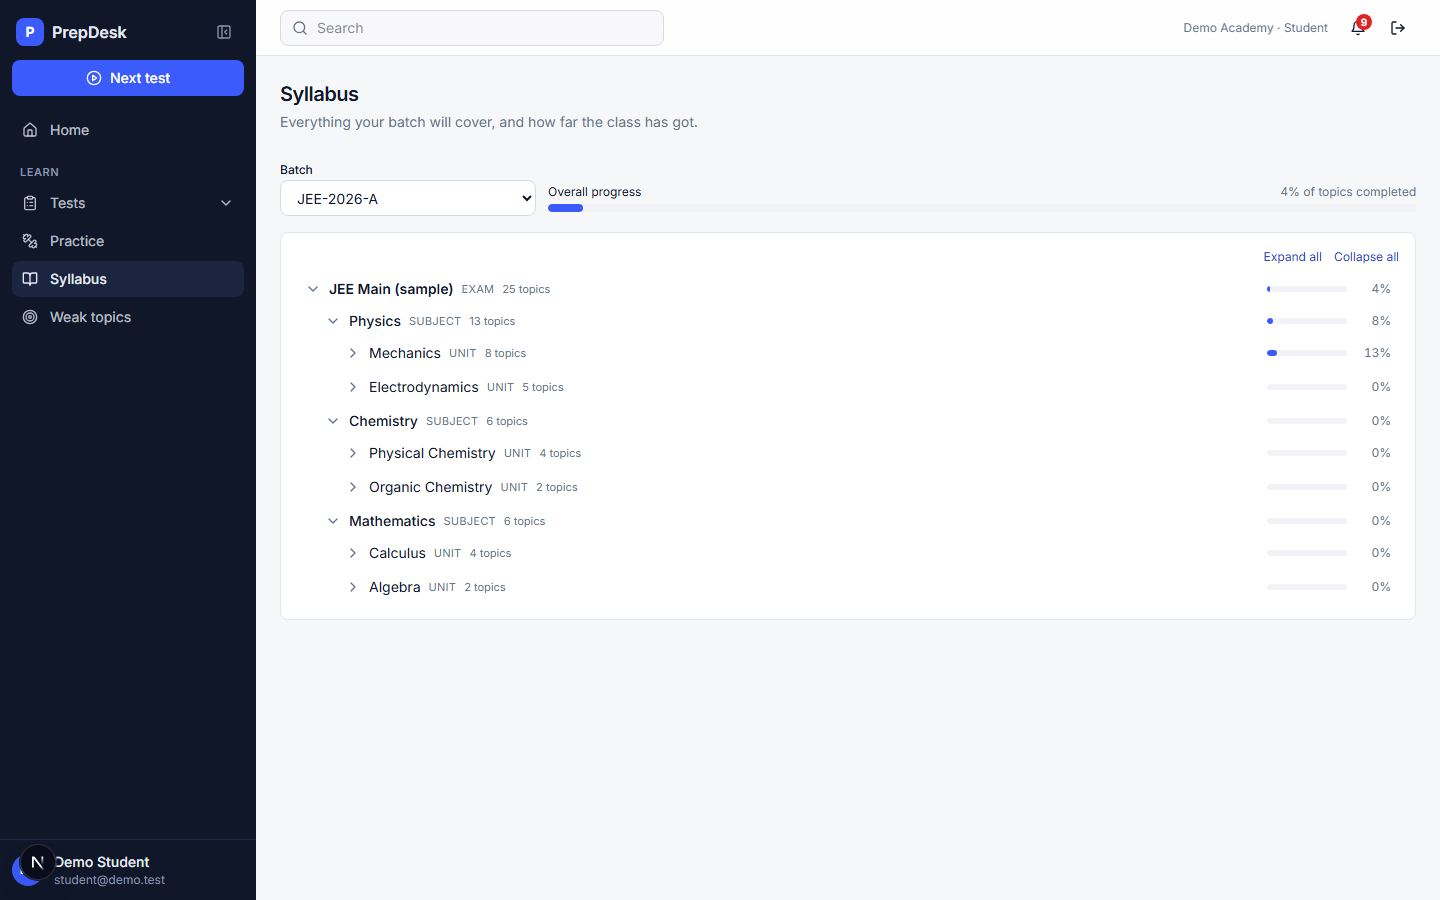 P PrepDesk
Next test
Home
LEARN
Tests
Practice
Syllabus
Weak topics
Demo Student
student@demo.test
Search
Demo Academy · Student
9
Syllabus
Everything your batch will cover, and how far the class has got.
Batch
JEE-2026-A
Overall progress 4% of topics completed
Expand all Collapse all
JEE Main (sample) EXAM 25 topics 4%
Physics SUBJECT 13 topics 8%
Mechanics UNIT 8 topics 13%
Electrodynamics UNIT 5 topics 0%
Chemistry SUBJECT 6 topics 0%
Physical Chemistry UNIT 4 topics 0%
Organic Chemistry UNIT 2 topics 0%
Mathematics SUBJECT 6 topics 0%
Calculus UNIT 4 topics 0%
Algebra UNIT 2 topics 0%